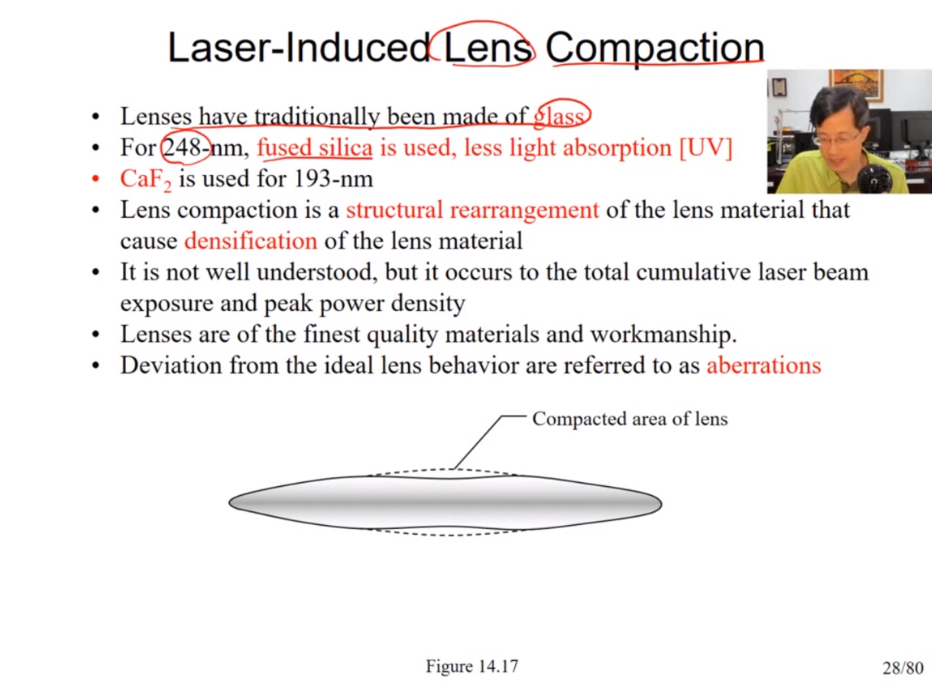 Laser-Induced Lens Compaction
• Lenses have traditionally been made of glass
• For 248-nm, fused silica is used, less light absorption [UV]
• CaF₂ is used for 193-nm
• Lens compaction is a structural rearrangement of the lens material that
cause densification of the lens material
• It is not well understood, but it occurs to the total cumulative laser beam
exposure and peak power density
• Lenses are of the finest quality materials and workmanship.
• Deviation from the ideal lens behavior are referred to as aberrations
Compacted area of lens
Figure 14.17
28/80